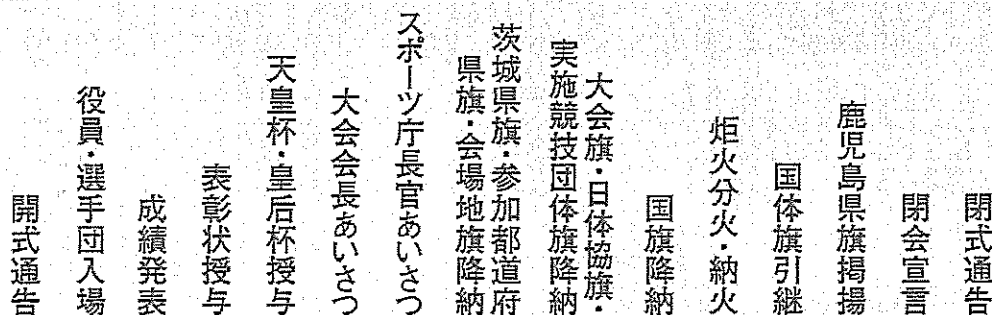 開式通告
役員・選手団入場
成績発表
表彰状授与
天皇杯・皇后杯授与
大会会長あいさつ
スポーツ庁長官あいさつ
茨城県旗・参加都道府
県旗・会場地旗降納
大会旗・日体協旗・
実施競技団体旗降納
国旗降納
炬火分火・納火
国体旗引継
鹿児島県旗掲揚
閉会宣言
閉式通告